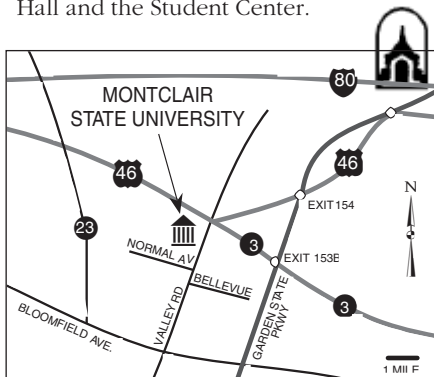 Hall and the Student Center.
80
MONTCLAIR
STATE UNIVERSITY
46
46
N
EXIT 154
23
3
NORMAL AV
EXIT 153B
BELLEVUE
VALLEY RD
GARDEN STATE
PKWY
3
BLOOMFIELD AVE.
1 MILE